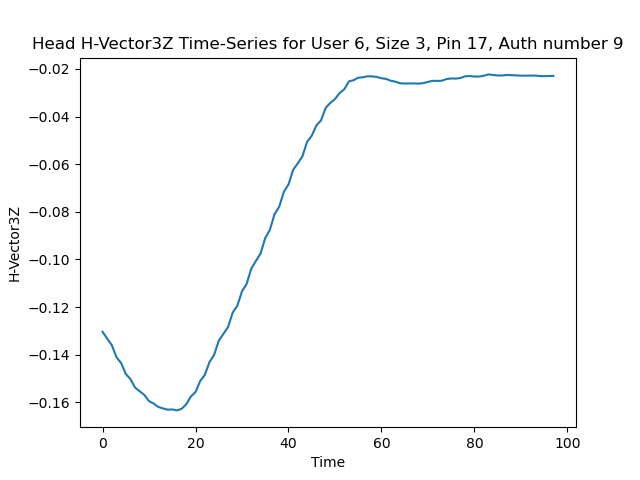 Head H-Vector3Z Time-Series for User 6, Size 3, Pin 17, Auth number 9
H-Vector3Z
−0.02
−0.04
−0.06
−0.08
−0.10
−0.12
−0.14
−0.16
0 20 40 60 80 100
Time